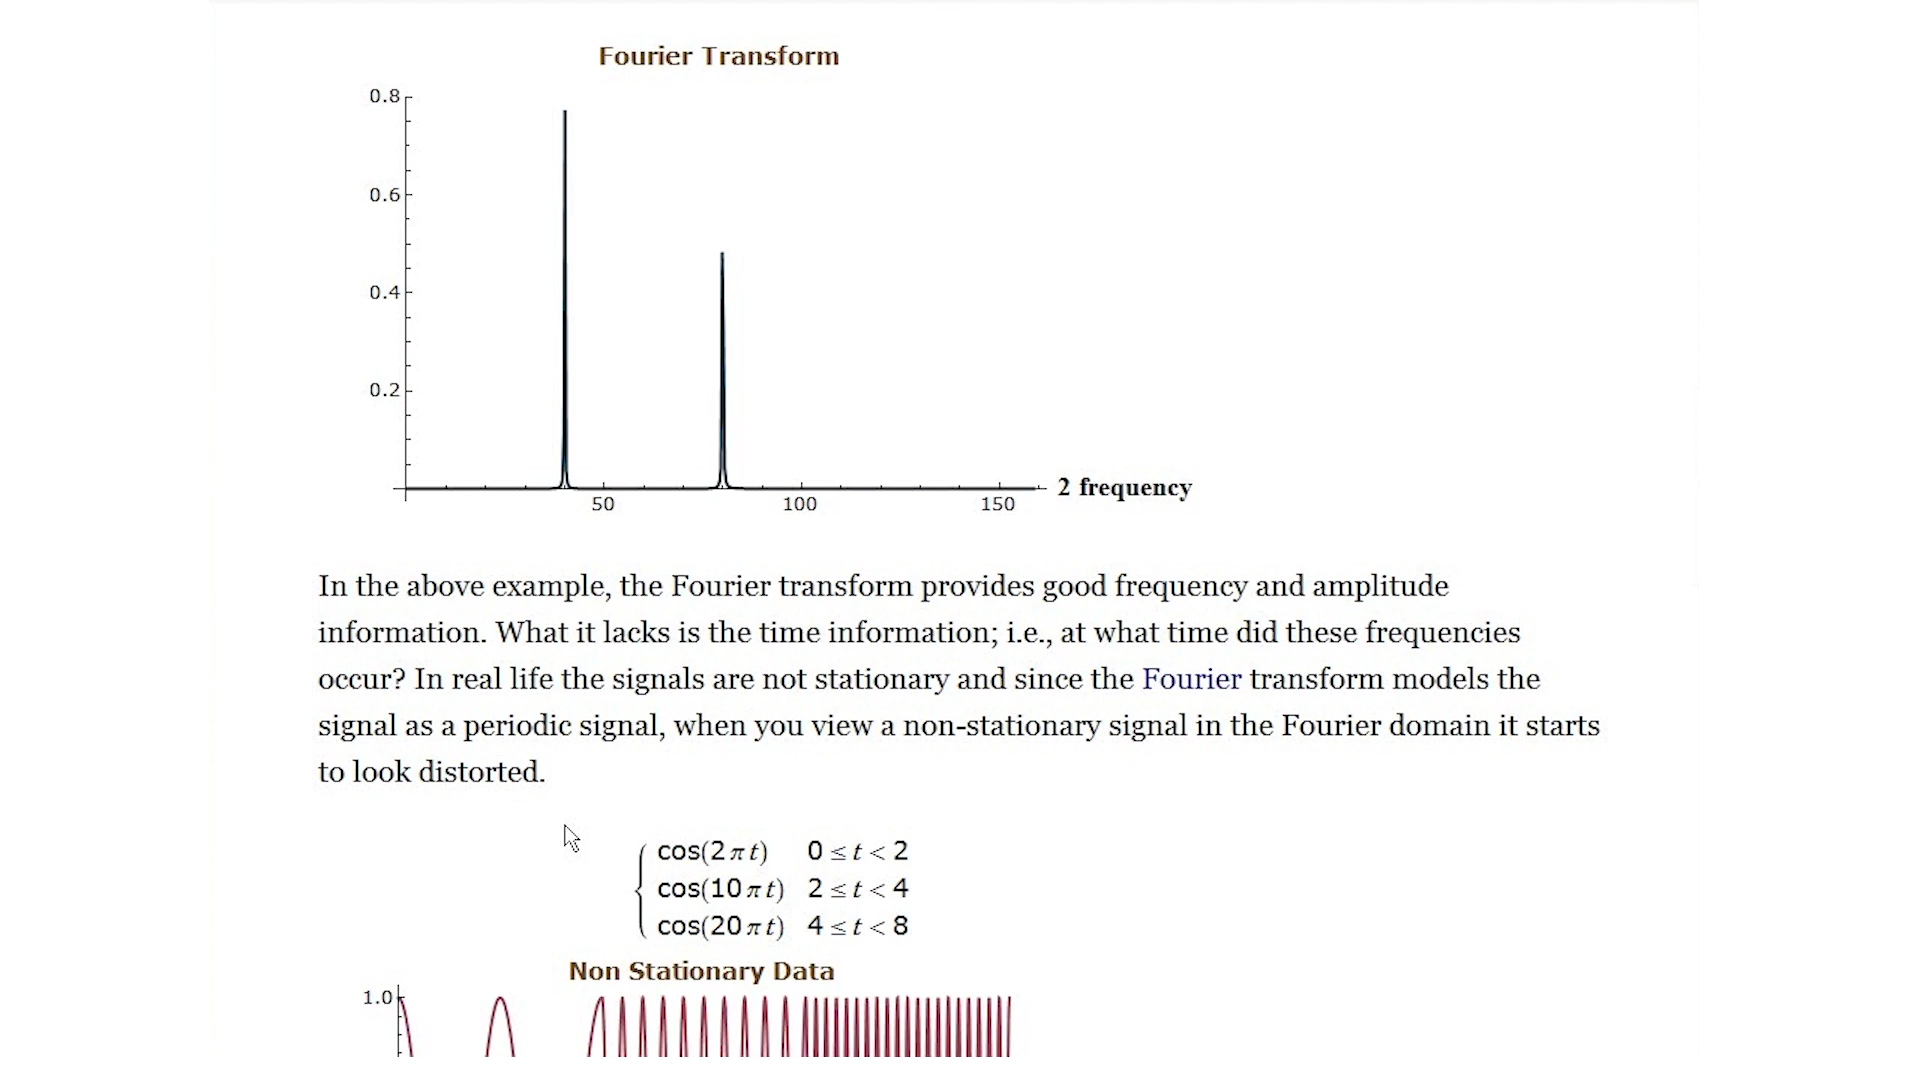 Fourier Transform
0.8
0.6
0.4
0.2
50 100 150
2 frequency
In the above example, the Fourier transform provides good frequency and amplitude
information. What it lacks is the time information; i.e., at what time did these frequencies
occur? In real life the signals are not stationary and since the Fourier transform models the
signal as a periodic signal, when you view a non-stationary signal in the Fourier domain it starts
to look distorted.
cos(2 π t) 0 ≤ t < 2
cos(10 π t) 2 ≤ t < 4
cos(20 π t) 4 ≤ t < 8
Non Stationary Data
1.0